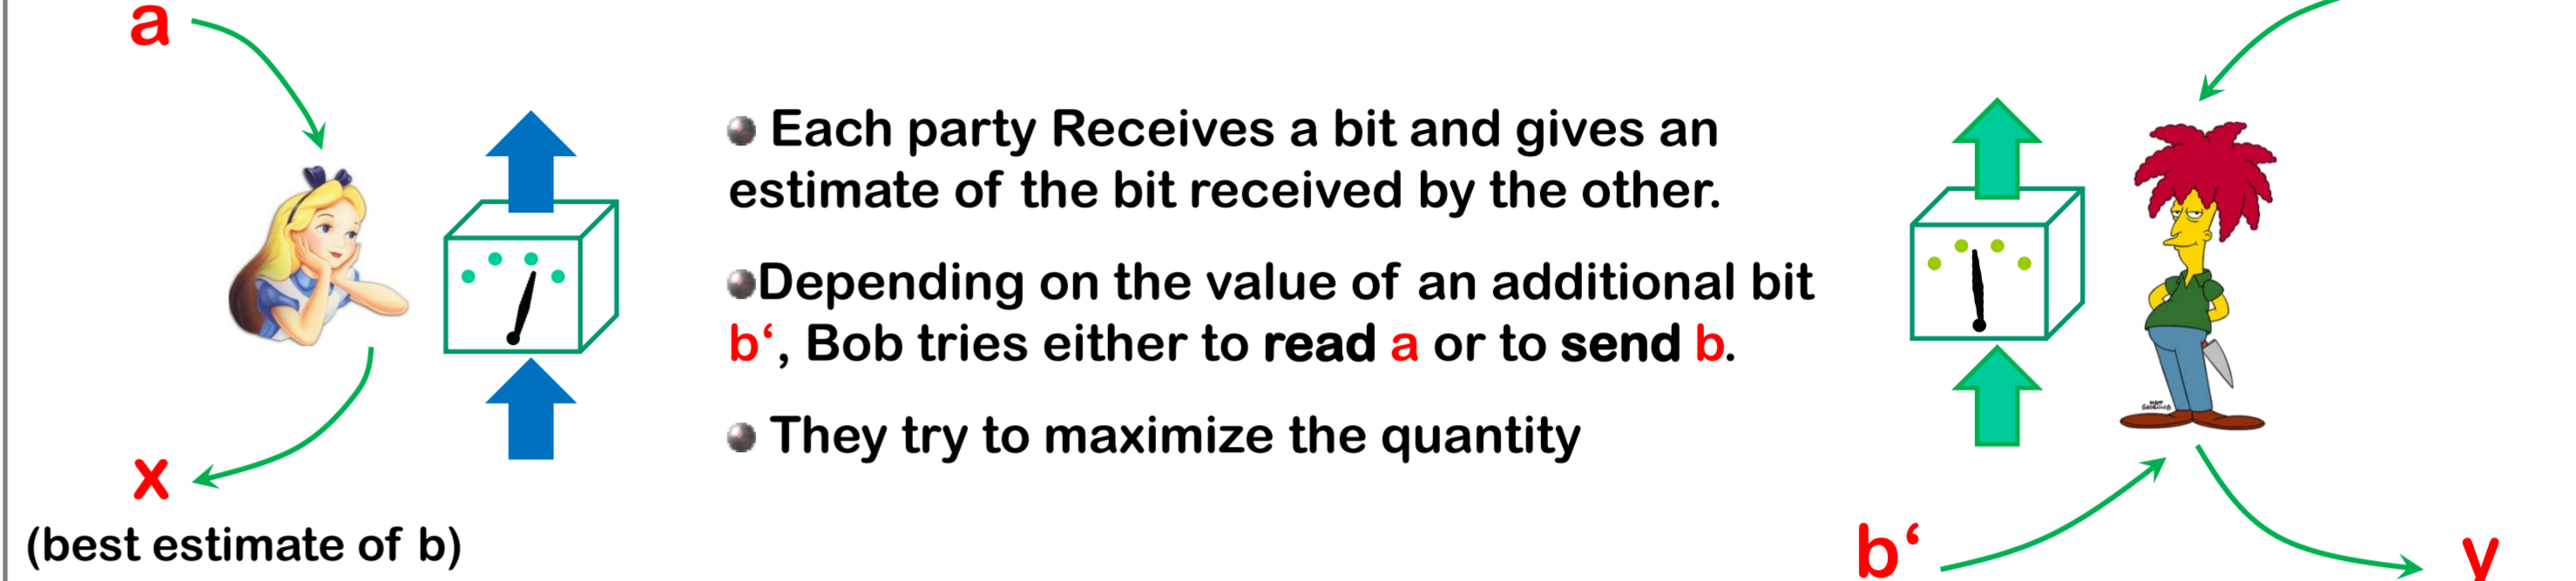 a
Each party Receives a bit and gives an
estimate of the bit received by the other.
Depending on the value of an additional bit
b‘, Bob tries either to read a or to send b.
They try to maximize the quantity
x
(best estimate of b)
b‘
y